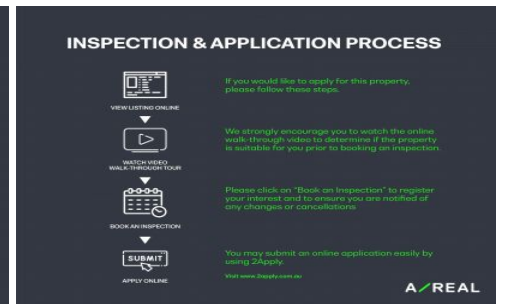 INSPECTION & APPLICATION PROCESS
VIEW LISTING ONLINE
If you would like to apply for this property,
please follow these steps.
WATCH VIDEO
WALK-THROUGH TOUR
We strongly encourage you to watch the online
walk-through video to determine if the property
is suitable for you prior to booking an inspection.
BOOK AN INSPECTION
Please click on "Book an Inspection" to register
your interest and to ensure you are notified of
any changes or cancellations
SUBMIT
APPLY ONLINE
You may submit an online application easily by
using 2Apply.
Visit www.2apply.com.au
A/REAL